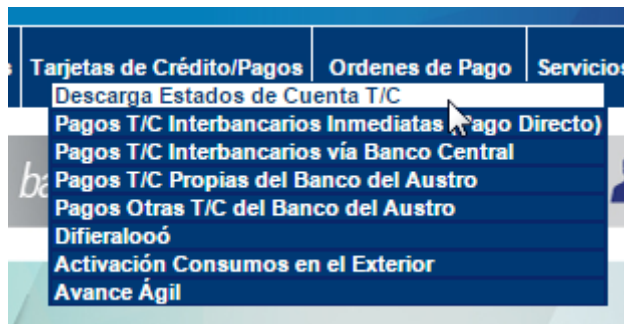 Tarjetas de Crédito/Pagos Ordenes de Pago Servicios
Descarga Estados de Cuenta T/C
Pagos T/C Interbancarios Inmediatas (Pago Directo)
Pagos T/C Interbancarios vía Banco Central
Pagos T/C Propias del Banco del Austro
Pagos Otras T/C del Banco del Austro
Difieralooó
Activación Consumos en el Exterior
Avance Ágil